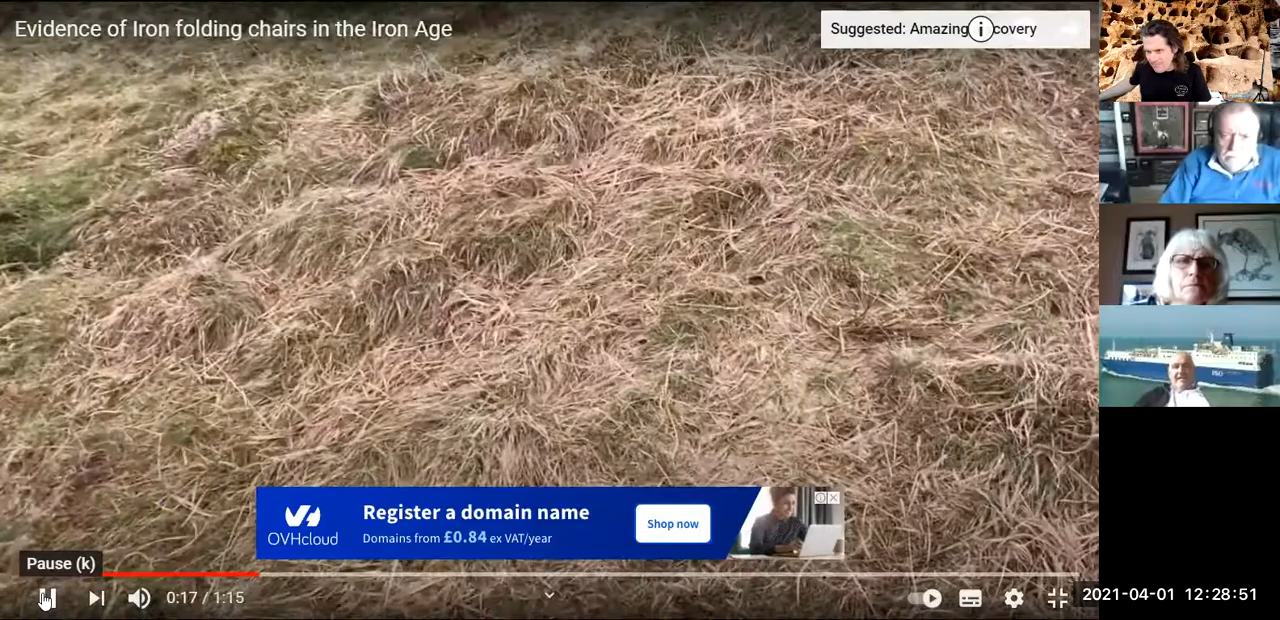 Evidence of Iron folding chairs in the Iron Age
Suggested: Amazing covery
Register a domain name
Domains from £0.84 ex VAT/year
OVHcloud
Shop now
Pause (k)
0:17 / 1:15
2021-04-01 12:28:51